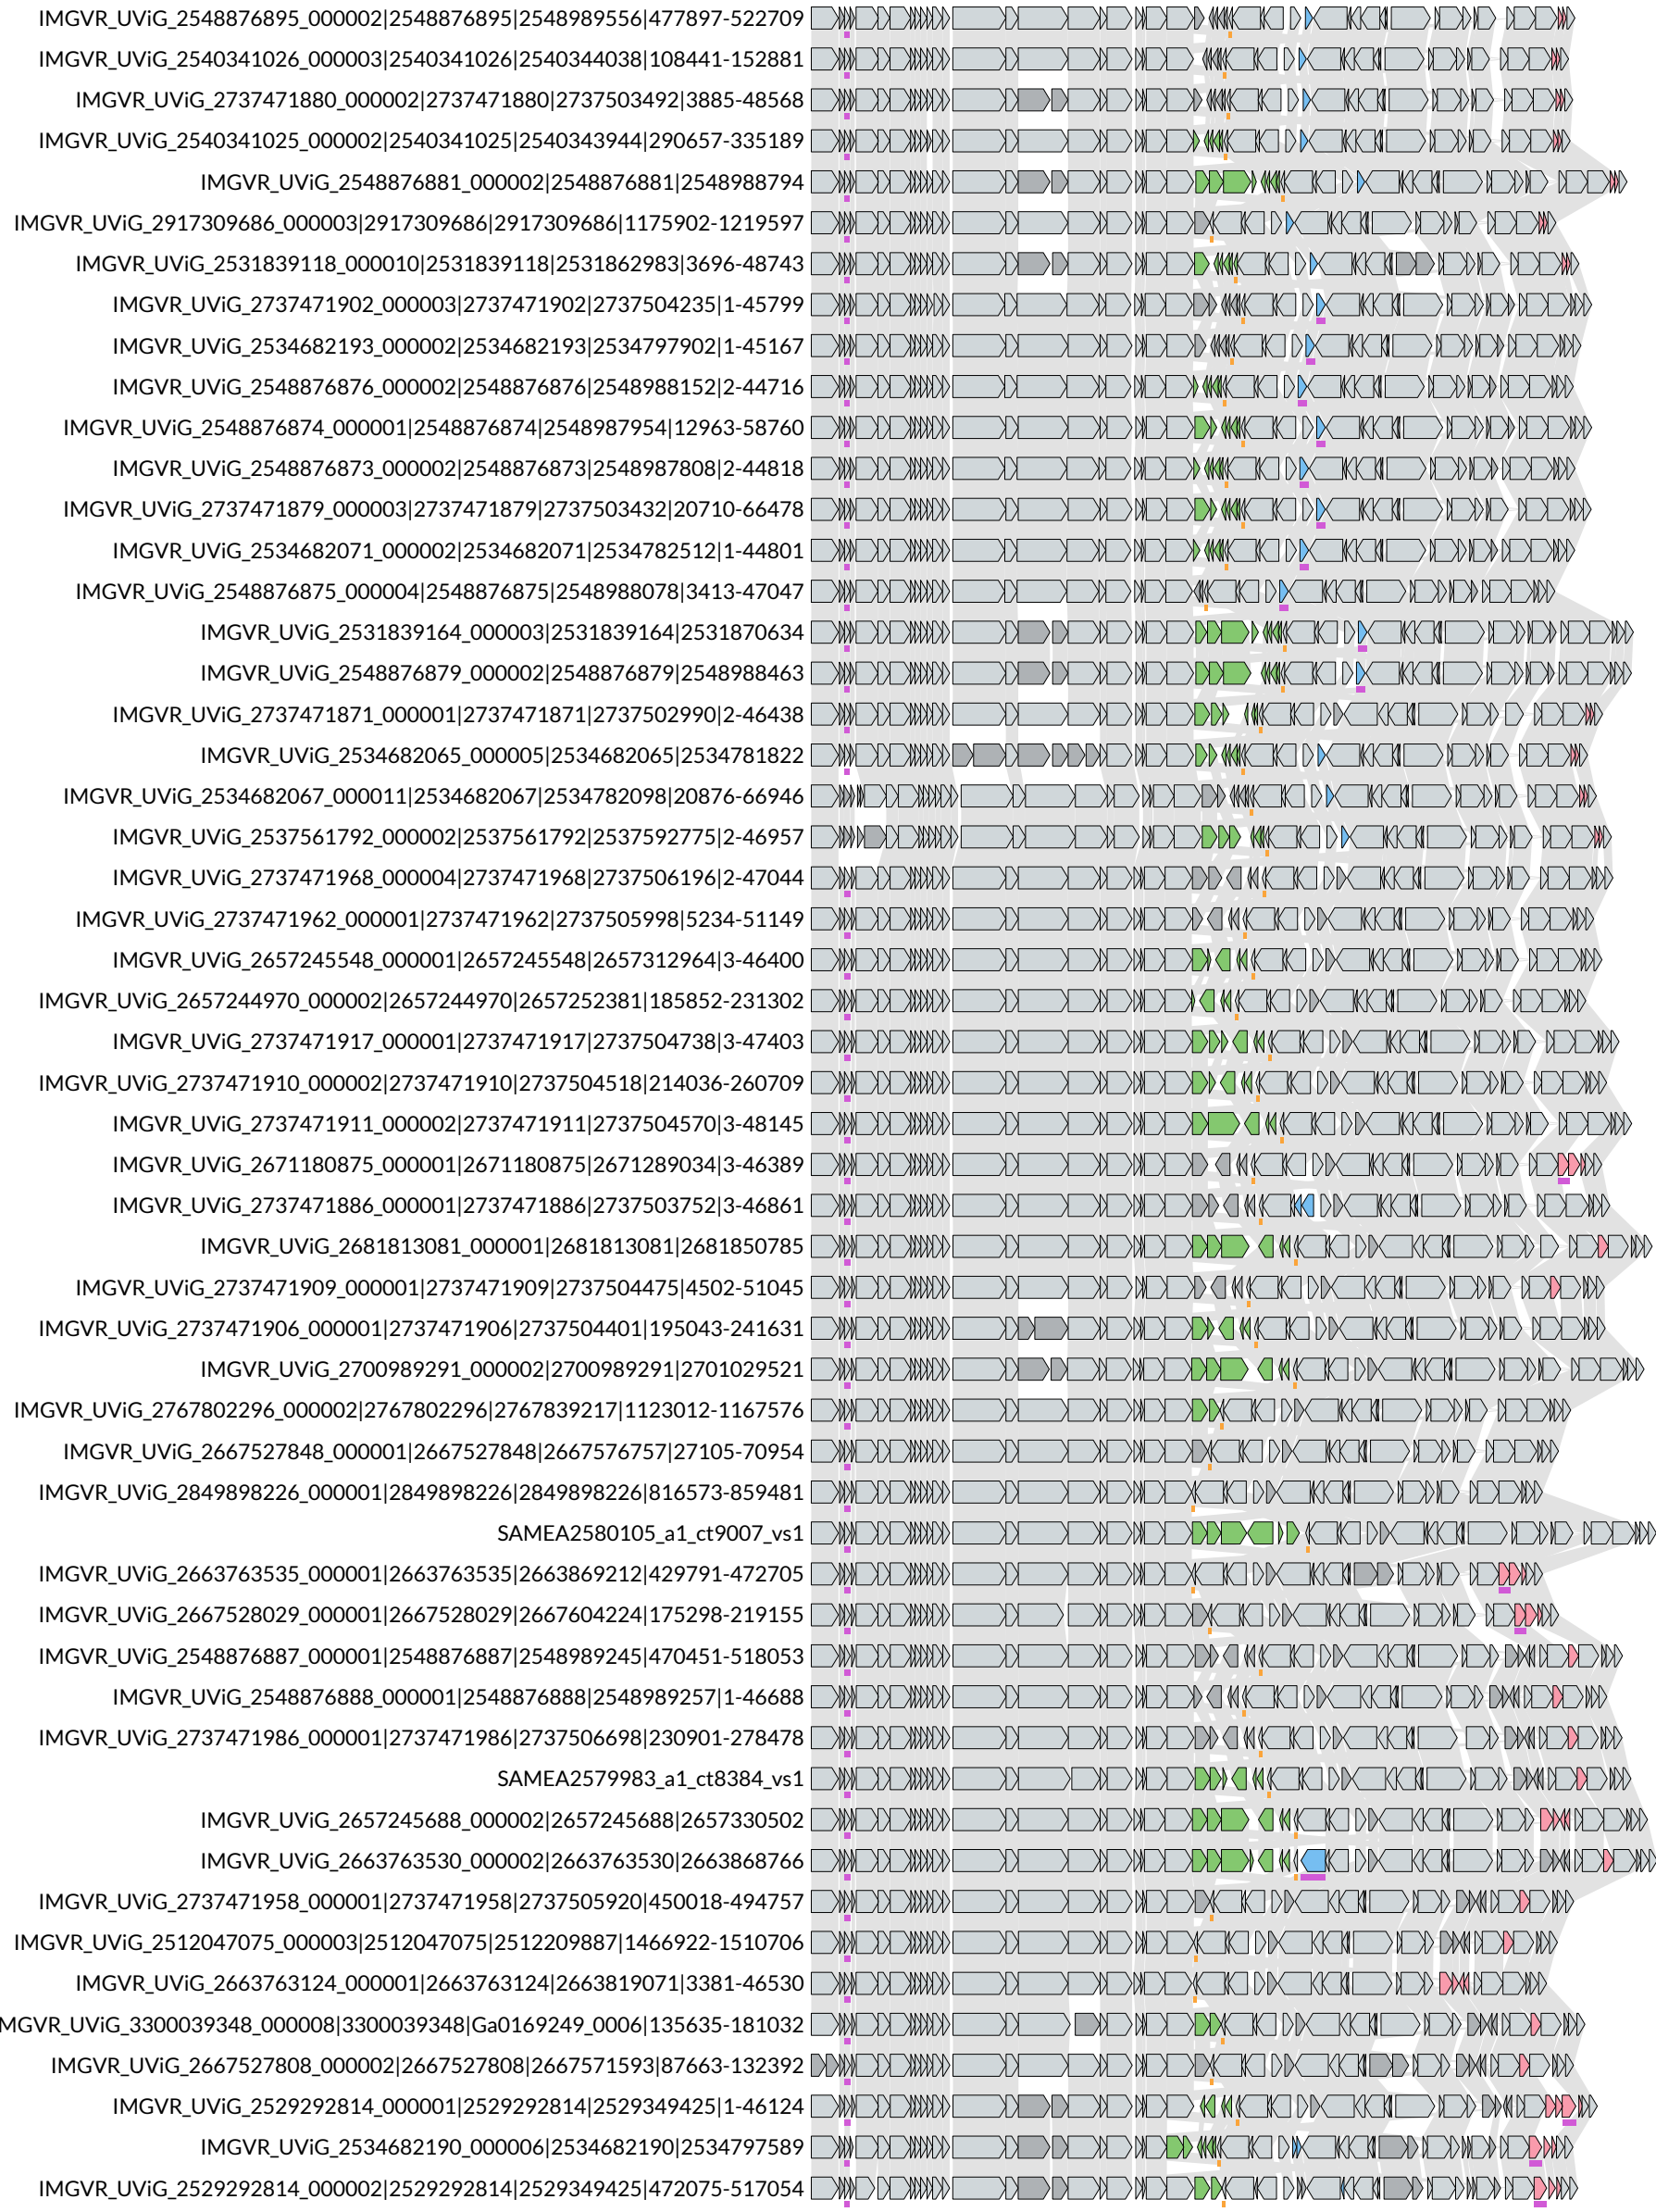 IMGVR_UViG_2548876895_000002|2548876895|2548989556|477897-522709
IMGVR_UViG_2540341026_000003|2540341026|2540344038|108441-152881
IMGVR_UViG_2737471880_000002|2737471880|2737503492|3885-48568
IMGVR_UViG_2540341025_000002|2540341025|2540343944|290657-335189
IMGVR_UViG_2548876881_000002|2548876881|2548988794
IMGVR_UViG_2917309686_000003|2917309686|2917309686|1175902-1219597
IMGVR_UViG_2531839118_000010|2531839118|2531862983|3696-48743
IMGVR_UViG_2737471902_000003|2737471902|2737504235|1-45799
IMGVR_UViG_2534682193_000002|2534682193|2534797902|1-45167
IMGVR_UViG_2548876876_000002|2548876876|2548988152|2-44716
IMGVR_UViG_2548876874_000001|2548876874|2548987954|12963-58760
IMGVR_UViG_2548876873_000002|2548876873|2548987808|2-44818
IMGVR_UViG_2737471879_000003|2737471879|2737503432|20710-66478
IMGVR_UViG_2534682071_000002|2534682071|2534782512|1-44801
IMGVR_UViG_2548876875_000004|2548876875|2548988078|3413-47047
IMGVR_UViG_2531839164_000003|2531839164|2531870634
IMGVR_UViG_2548876879_000002|2548876879|2548988463
IMGVR_UViG_2737471871_000001|2737471871|2737502990|2-46438
IMGVR_UViG_2534682065_000005|2534682065|2534781822
IMGVR_UViG_2534682067_000011|2534682067|2534782098|20876-66946
IMGVR_UViG_2537561792_000002|2537561792|2537592775|2-46957
IMGVR_UViG_2737471968_000004|2737471968|2737506196|2-47044
IMGVR_UViG_2737471962_000001|2737471962|2737505998|5234-51149
IMGVR_UViG_2657245548_000001|2657245548|2657312964|3-46400
IMGVR_UViG_2657244970_000002|2657244970|2657252381|185852-231302
IMGVR_UViG_2737471917_000001|2737471917|2737504738|3-47403
IMGVR_UViG_2737471910_000002|2737471910|2737504518|214036-260709
IMGVR_UViG_2737471911_000002|2737471911|2737504570|3-48145
IMGVR_UViG_2671180875_000001|2671180875|2671289034|3-46389
IMGVR_UViG_2737471886_000001|2737471886|2737503752|3-46861
IMGVR_UViG_2681813081_000001|2681813081|2681850785
IMGVR_UViG_2737471909_000001|2737471909|2737504475|4502-51045
IMGVR_UViG_2737471906_000001|2737471906|2737504401|195043-241631
IMGVR_UViG_2700989291_000002|2700989291|2701029521
IMGVR_UViG_2767802296_000002|2767802296|2767839217|1123012-1167576
IMGVR_UViG_2667527848_000001|2667527848|2667576757|27105-70954
IMGVR_UViG_2849898226_000001|2849898226|2849898226|816573-859481
SAMEA2580105_a1_ct9007_vs1
IMGVR_UViG_2663763535_000001|2663763535|2663869212|429791-472705
IMGVR_UViG_2667528029_000001|2667528029|2667604224|175298-219155
IMGVR_UViG_2548876887_000001|2548876887|2548989245|470451-518053
IMGVR_UViG_2548876888_000001|2548876888|2548989257|1-46688
IMGVR_UViG_2737471986_000001|2737471986|2737506698|230901-278478
SAMEA2579983_a1_ct8384_vs1
IMGVR_UViG_2657245688_000002|2657245688|2657330502
IMGVR_UViG_2663763530_000002|2663763530|2663868766
IMGVR_UViG_2737471958_000001|2737471958|2737505920|450018-494757
IMGVR_UViG_2512047075_000003|2512047075|2512209887|1466922-1510706
IMGVR_UViG_2663763124_000001|2663763124|2663819071|3381-46530
MGVR_UViG_3300039348_000008|3300039348|Ga0169249_0006|135635-181032
IMGVR_UViG_2667527808_000002|2667527808|2667571593|87663-132392
IMGVR_UViG_2529292814_000001|2529292814|2529349425|1-46124
IMGVR_UViG_2534682190_000006|2534682190|2534797589
IMGVR_UViG_2529292814_000002|2529292814|2529349425|472075-517054